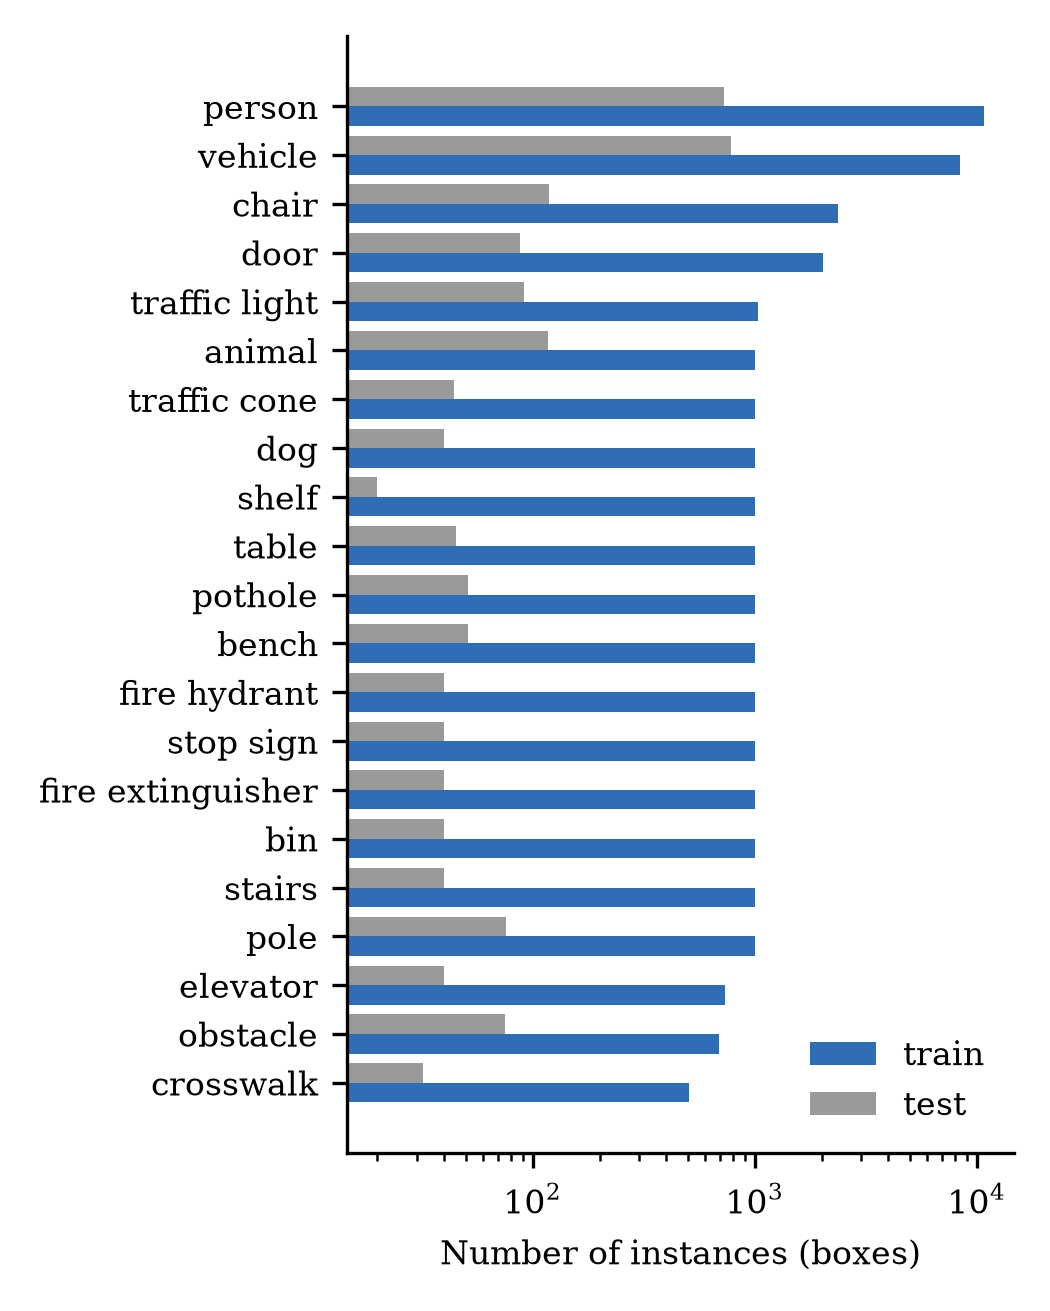 person
vehicle
chair
door
traffic light
animal
traffic cone
dog
shelf
table
pothole
bench
fire hydrant
stop sign
fire extinguisher
bin
stairs
pole
elevator
obstacle
crosswalk
train
test
10² 10³ 10⁴
Number of instances (boxes)